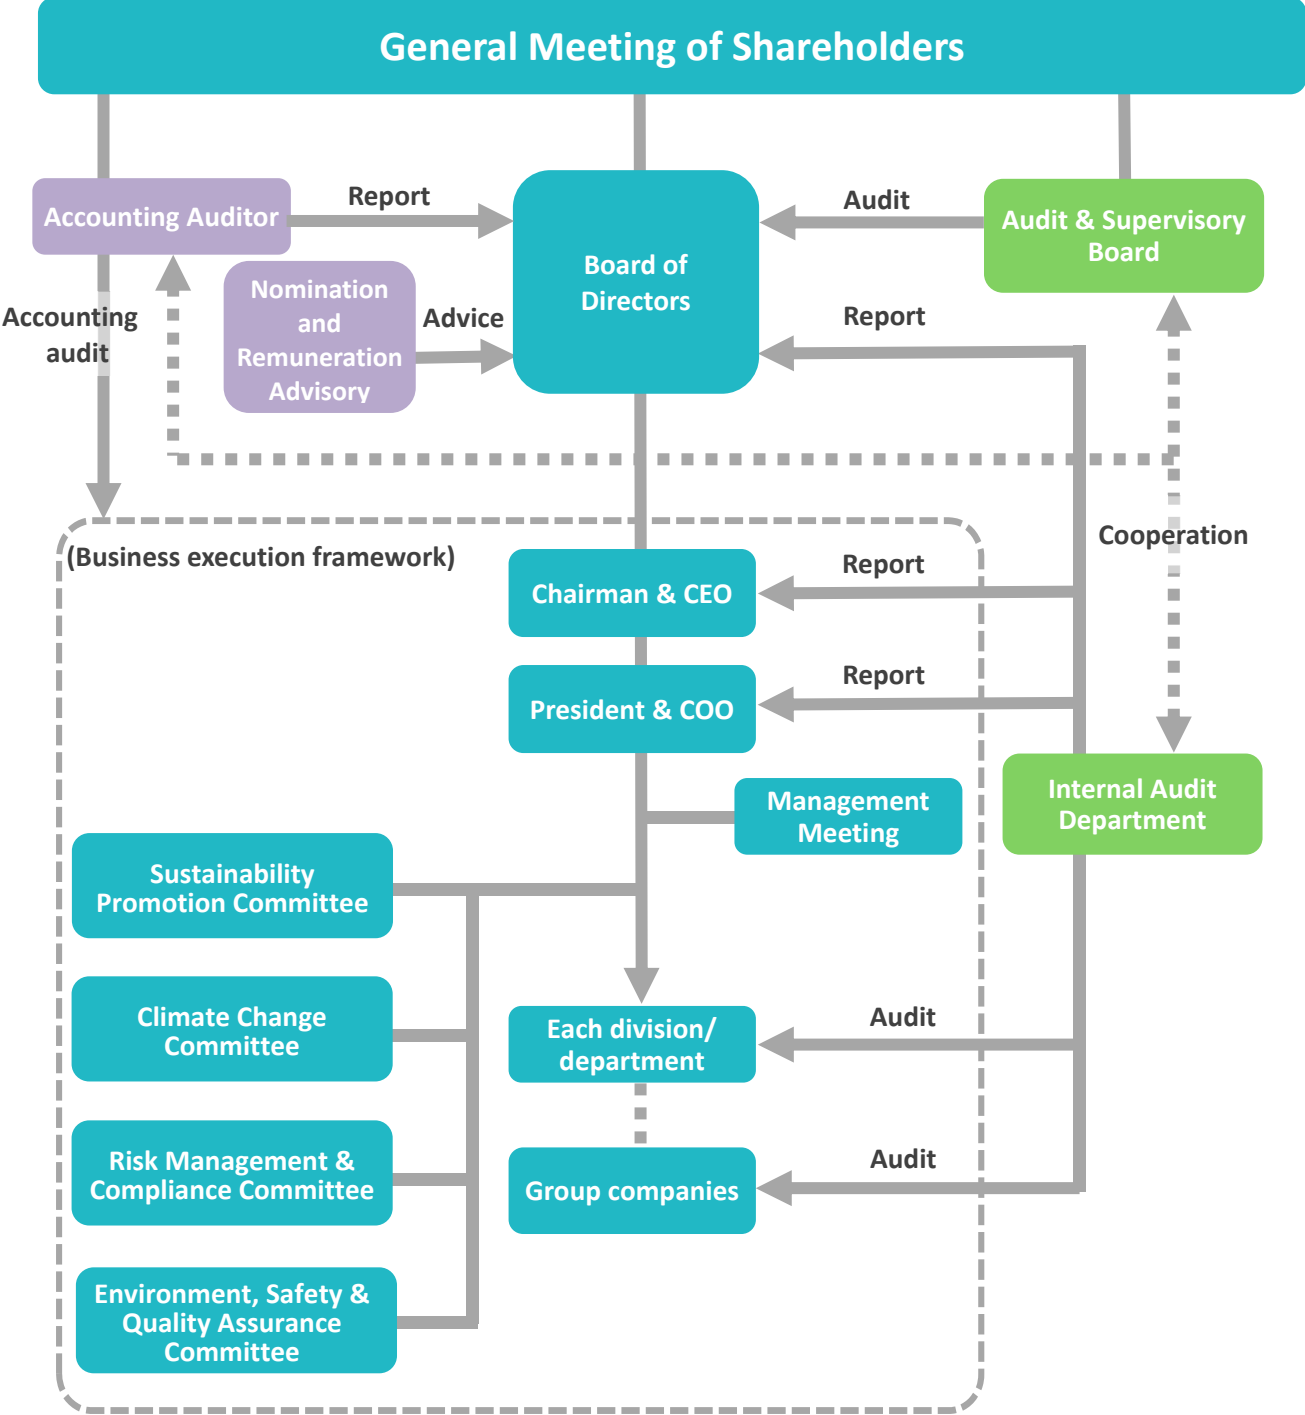 General Meeting of Shareholders
Accounting Auditor
Report
Board of
Directors
Audit
Audit & Supervisory
Board
Nomination
and
Remuneration
Advisory
Advice
Report
Accounting
audit
Cooperation
(Business execution framework)
Chairman & CEO
Report
President & COO
Report
Management
Meeting
Internal Audit
Department
Sustainability
Promotion Committee
Climate Change
Committee
Each division/
department
Audit
Risk Management &
Compliance Committee
Group companies
Audit
Environment, Safety &
Quality Assurance
Committee